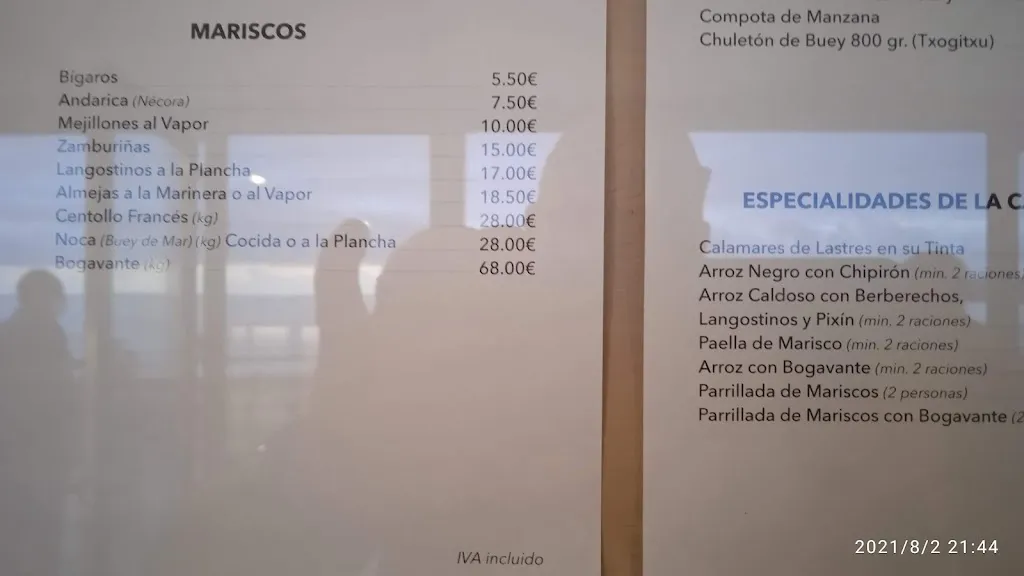 MARISCOS
Bígaros 5.50€
Andarica (Nécora) 7.50€
Mejillones al Vapor 10.00€
Zamburiñas 15.00€
Langostinos a la Plancha 17.00€
Almejas a la Marinera o al Vapor 18.50€
Centollo Francés (kg) 28.00€
Noca (Buey de Mar) (kg) Cocida o a la Plancha 28.00€
Bogavante (kg) 68.00€
IVA incluido
Compota de Manzana
Chuletón de Buey 800 gr. (Txogitxu)
ESPECIALIDADES DE LA
Calamares de Lastres en su Tinta
Arroz Negro con Chipirón (min. 2 raciones)
Arroz Caldoso con Berberechos,
Langostinos y Pixín (min. 2 raciones)
Paella de Marisco (min. 2 raciones)
Arroz con Bogavante (min. 2 raciones)
Parrillada de Mariscos (2 personas)
Parrillada de Mariscos con Bogavante (2
2021/8/2 21:44